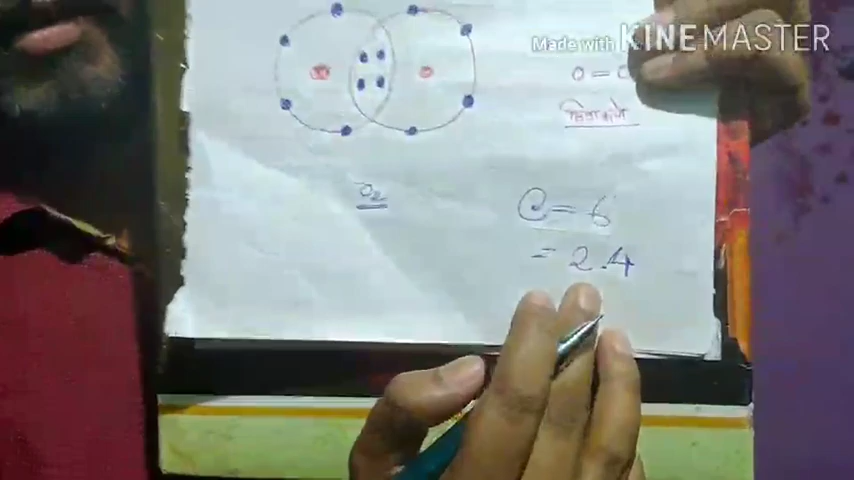 Made with KINEMASTER
O₂
C = 6
= 2.4